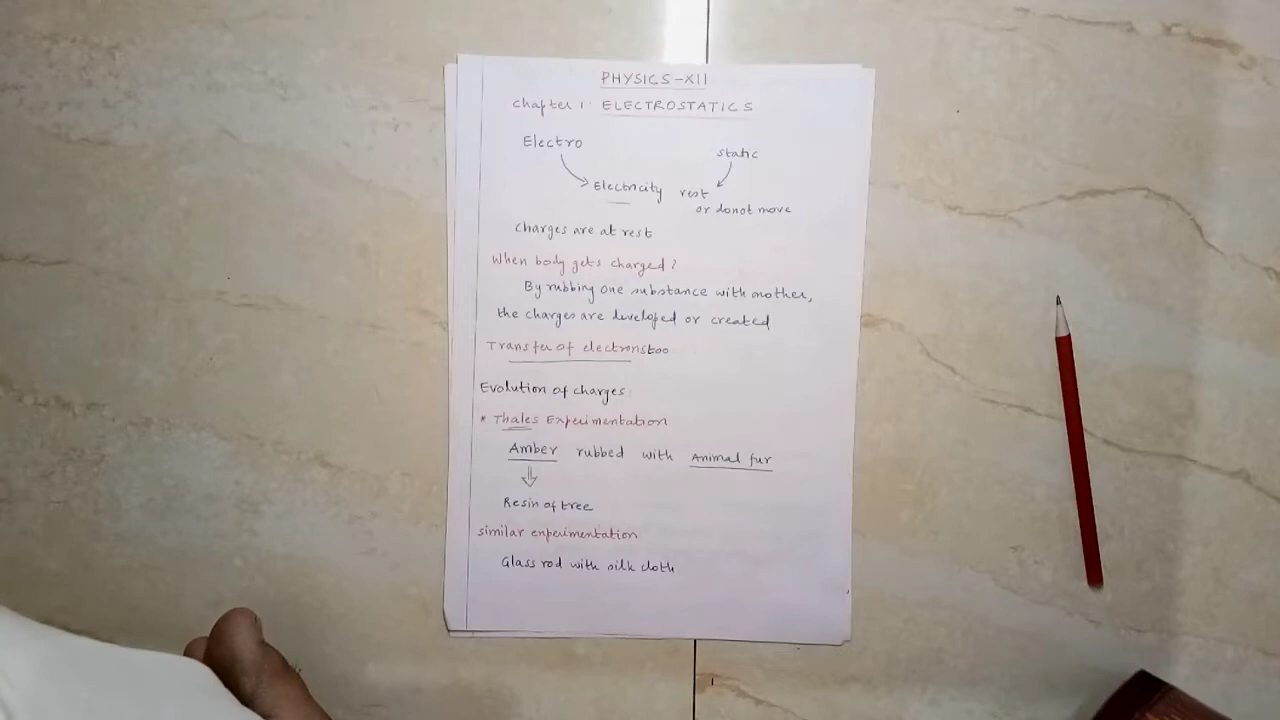 PHYSICS-XII
Chapter 1: ELECTROSTATICS
Electro static
Electricity rest
or donot move
Charges are at rest
When body gets charged?
By rubbing one substance with another,
the charges are developed or created
Transfer of electronstoo
Evolution of charges
* Thales Experimentation
Amber rubbed with Animal fur
Resin of tree
similar experimentation
Glass rod with silk cloth